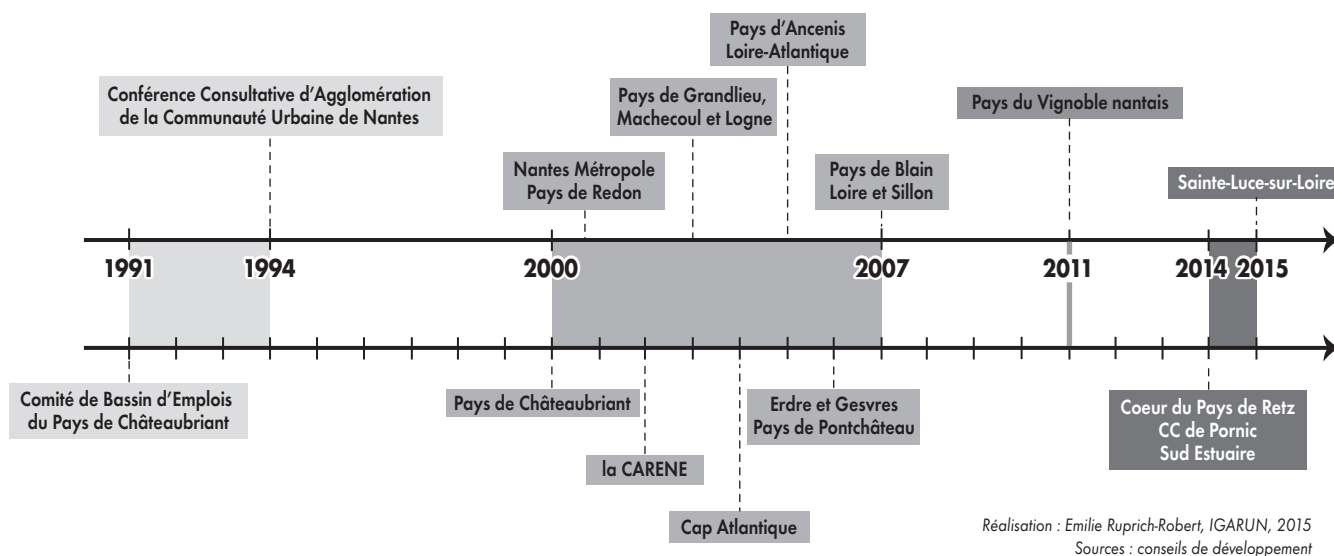 Pays d'Ancenis
Loire-Atlantique
Conférence Consultative d'Agglomération
de la Communauté Urbaine de Nantes
Pays de Grandlieu,
Machecoul et Logne
Pays du Vignoble nantais
Nantes Métropole
Pays de Redon
Pays de Blain
Loire et Sillon
Sainte-Luce-sur-Loire
1991
1994
2000
2007
2011
2014
2015
Comité de Bassin d'Emplois
du Pays de Châteaubriant
Pays de Châteaubriant
Erdre et Gesvres
Pays de Pontchâteau
Coeur du Pays de Retz
CC de Pornic
Sud Estuaire
la CARENE
Cap Atlantique
Réalisation : Emilie Ruprich-Robert, IGARUN, 2015
Sources : conseils de développement